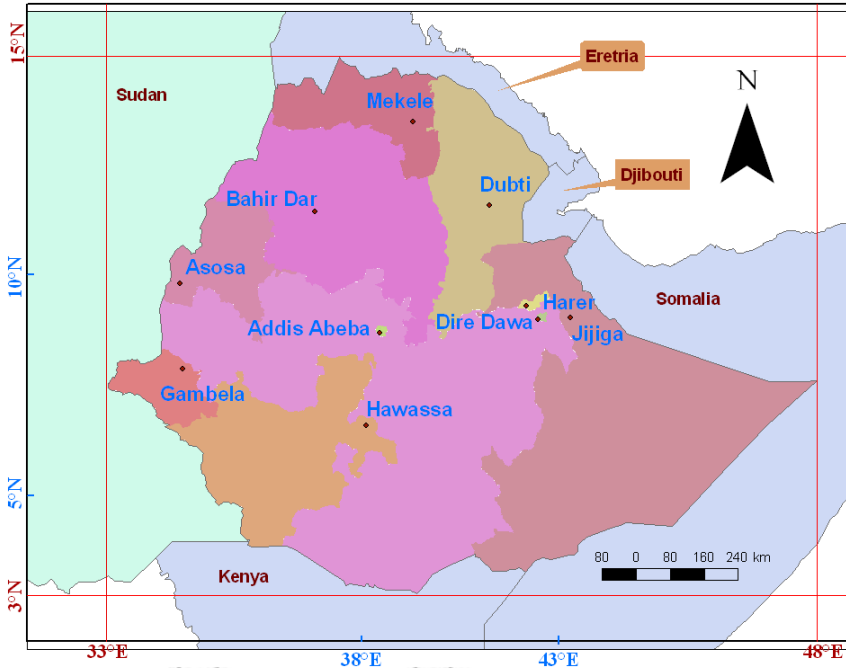 15°N
10°N
5°N
3°N
Eretria
Sudan
N
Mekele
Djibouti
Dubti
Bahir Dar
Asosa
Somalia
Harer
Dire Dawa
Addis Abeba
Jijiga
Gambela
Hawassa
80 0 80 160 240 km
Kenya
33°E
38°E
43°E
48°E